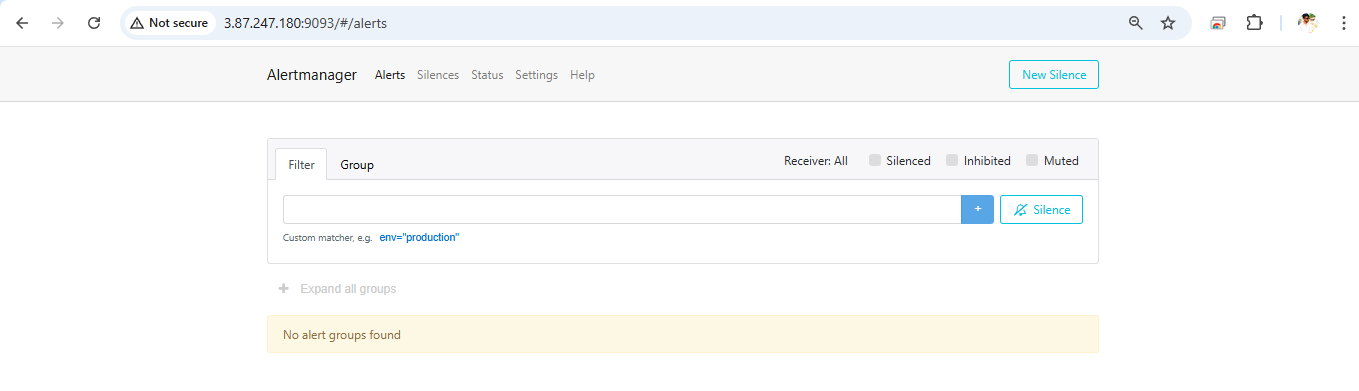 Not secure 3.87.247.180:9093/#/alerts
Alertmanager Alerts Silences Status Settings Help New Silence
Filter Group Receiver: All Silenced Inhibited Muted
+ Silence
Custom matcher, e.g. env="production"
+ Expand all groups
No alert groups found